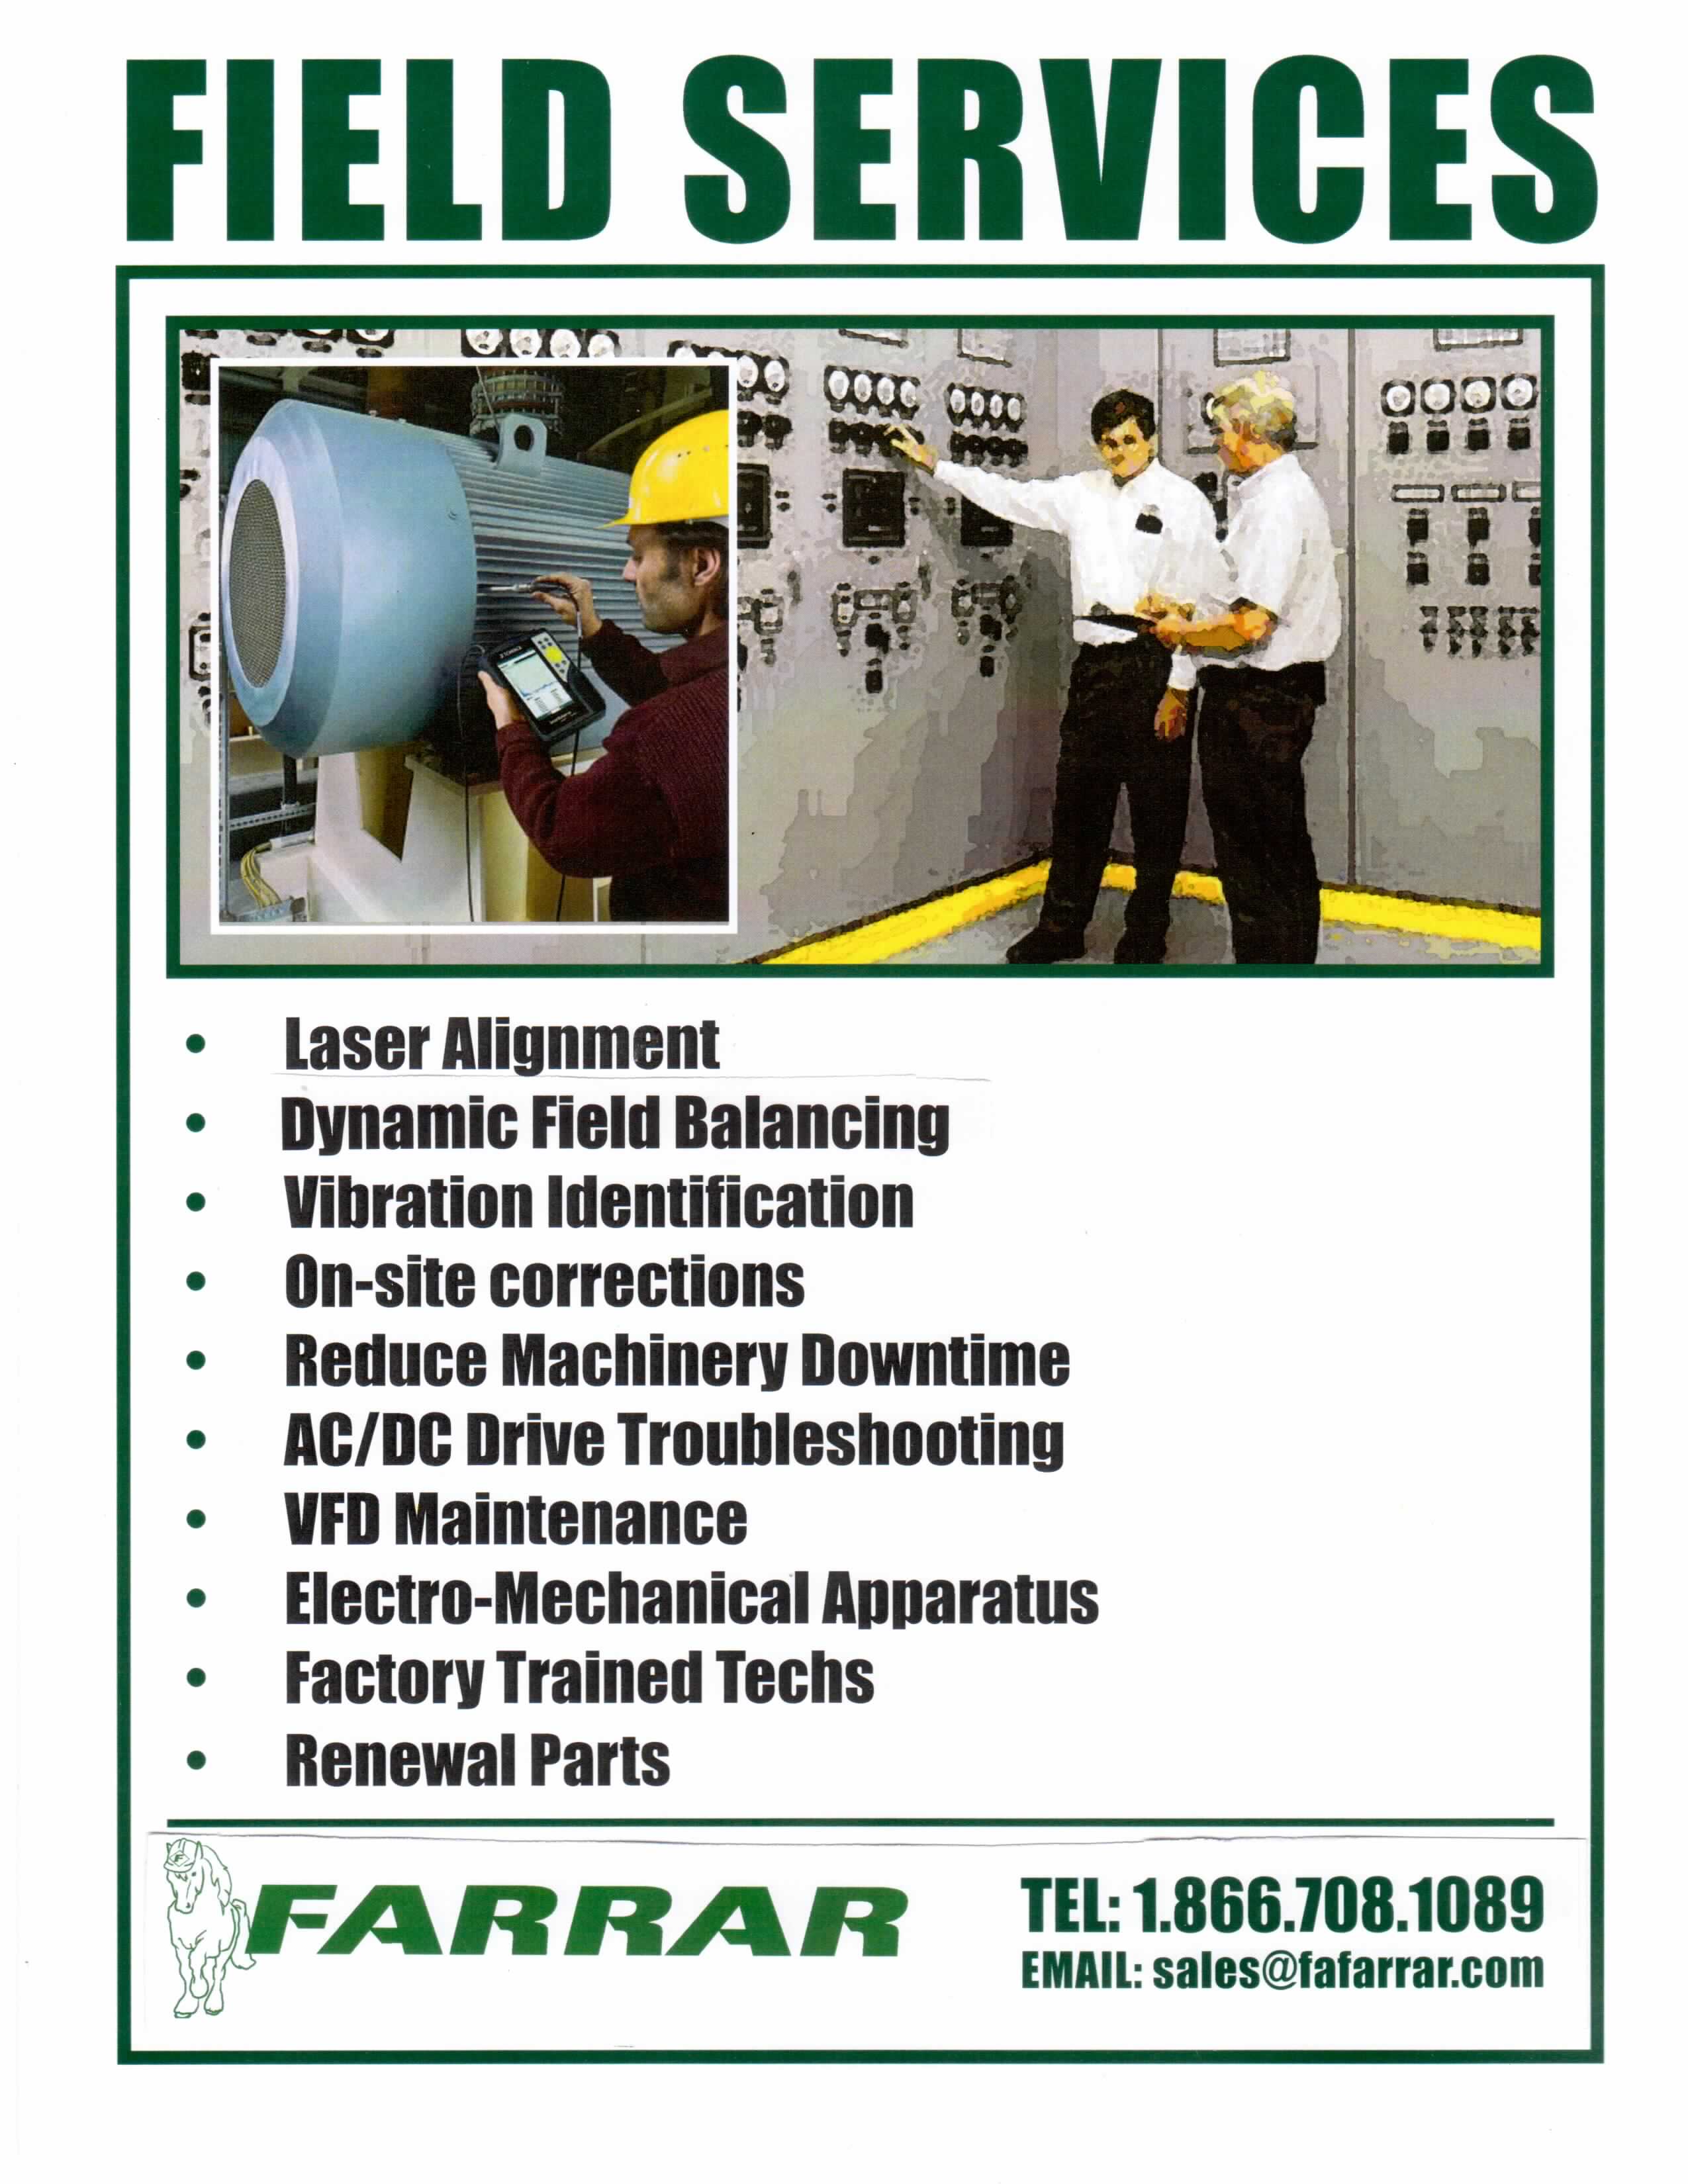 FIELD SERVICES
• Laser Alignment
• Dynamic Field Balancing
• Vibration Identification
• On-site corrections
• Reduce Machinery Downtime
• AC/DC Drive Troubleshooting
• VFD Maintenance
• Electro-Mechanical Apparatus
• Factory Trained Techs
• Renewal Parts
FARRAR
TEL: 1.866.708.1089
EMAIL: sales@fafarrar.com